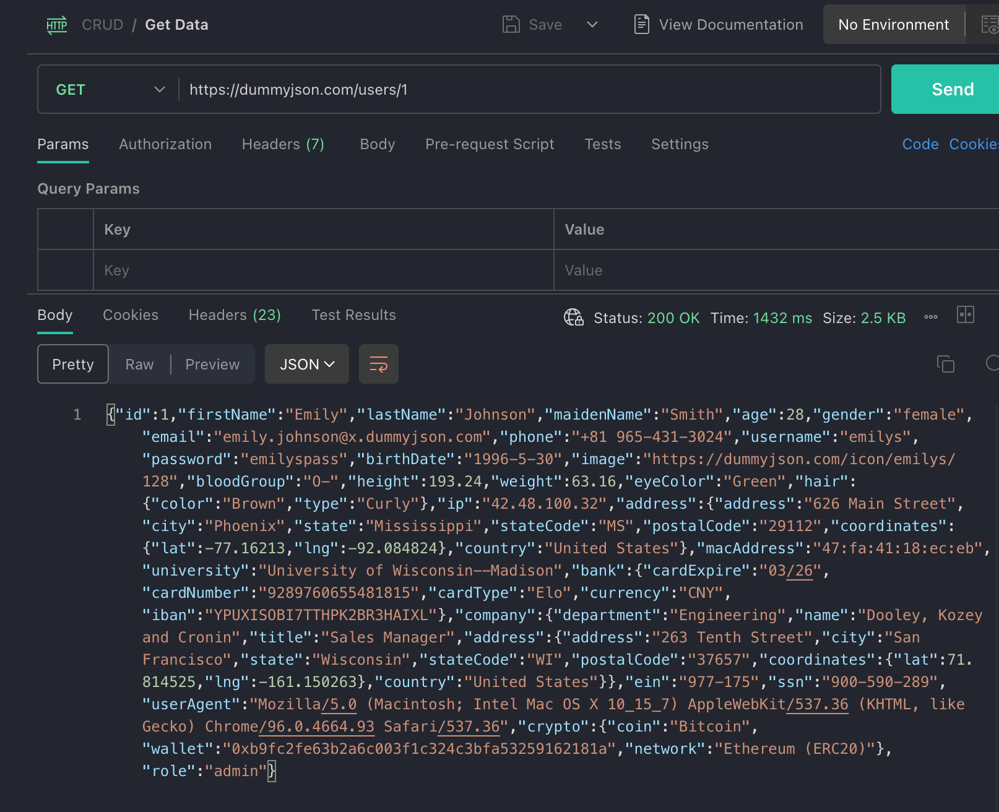 HTTP CRUD / Get Data Save View Documentation No Environment
GET https://dummyjson.com/users/1 Send
Params Authorization Headers (7) Body Pre-request Script Tests Settings Code Cookies
Query Params
Key Value
Key Value
Body Cookies Headers (23) Test Results Status: 200 OK Time: 1432 ms Size: 2.5 KB
Pretty Raw Preview JSON
1 {"id":1,"firstName":"Emily","lastName":"Johnson","maidenName":"Smith","age":28,"gender":"female",
"email":"emily.johnson@x.dummyjson.com","phone":"+81 965-431-3024","username":"emilys",
"password":"emilyspass","birthDate":"1996-5-30","image":"https://dummyjson.com/icon/emilys/
128","bloodGroup":"O-","height":193.24,"weight":63.16,"eyeColor":"Green","hair":
{"color":"Brown","type":"Curly"},"ip":"42.48.100.32","address":{"address":"626 Main Street",
"city":"Phoenix","state":"Mississippi","stateCode":"MS","postalCode":"29112","coordinates":
{"lat":-77.16213,"lng":-92.084824},"country":"United States"},"macAddress":"47:fa:41:18:ec:eb",
"university":"University of Wisconsin--Madison","bank":{"cardExpire":"03/26",
"cardNumber":"9289760655481815","cardType":"Elo","currency":"CNY",
"iban":"YPUXISOBI7TTHPK2BR3HAIXL"},"company":{"department":"Engineering","name":"Dooley, Kozey
and Cronin","title":"Sales Manager","address":{"address":"263 Tenth Street","city":"San
Francisco","state":"Wisconsin","stateCode":"WI","postalCode":"37657","coordinates":{"lat":71.
814525,"lng":-161.150263},"country":"United States"}},"ein":"977-175","ssn":"900-590-289",
"userAgent":"Mozilla/5.0 (Macintosh; Intel Mac OS X 10_15_7) AppleWebKit/537.36 (KHTML, like
Gecko) Chrome/96.0.4664.93 Safari/537.36","crypto":{"coin":"Bitcoin",
"wallet":"0xb9fc2fe63b2a6c003f1c324c3bfa53259162181a","network":"Ethereum (ERC20)"},
"role":"admin"}